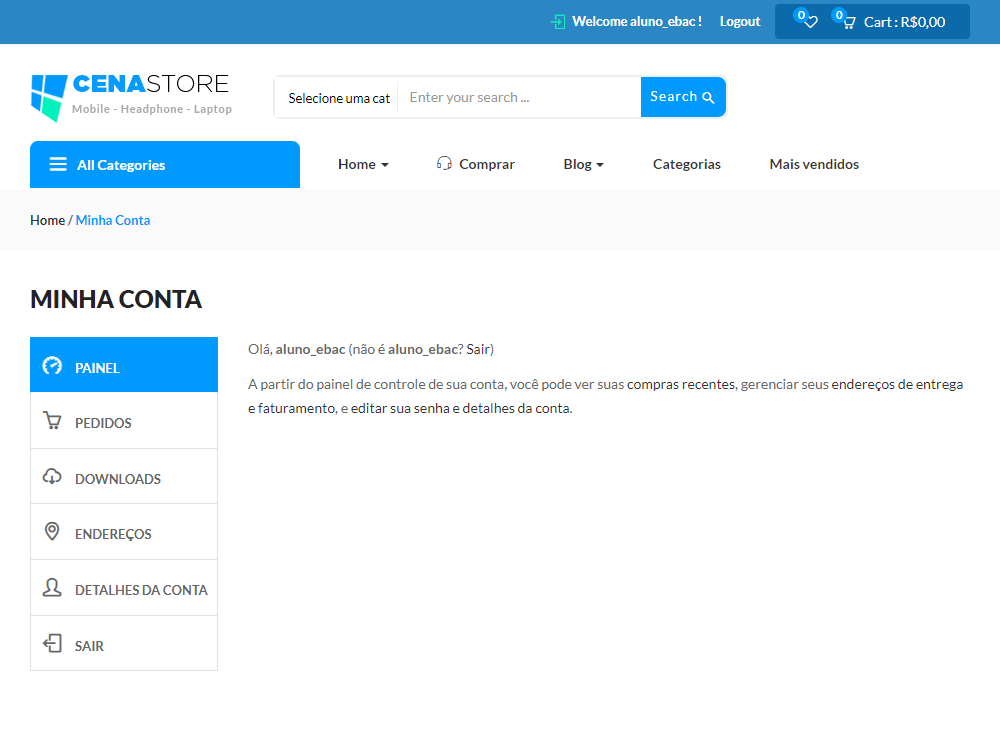 Welcome aluno_ebac ! Logout 0 0 Cart : R$0,00
CENASTORE
Mobile - Headphone - Laptop
Selecione uma cat Enter your search ... Search
All Categories Home Comprar Blog Categorias Mais vendidos
Home / Minha Conta
MINHA CONTA
PAINEL
PEDIDOS
DOWNLOADS
ENDEREÇOS
DETALHES DA CONTA
SAIR
Olá, aluno_ebac (não é aluno_ebac? Sair)
A partir do painel de controle de sua conta, você pode ver suas compras recentes, gerenciar seus endereços de entrega
e faturamento, e editar sua senha e detalhes da conta.